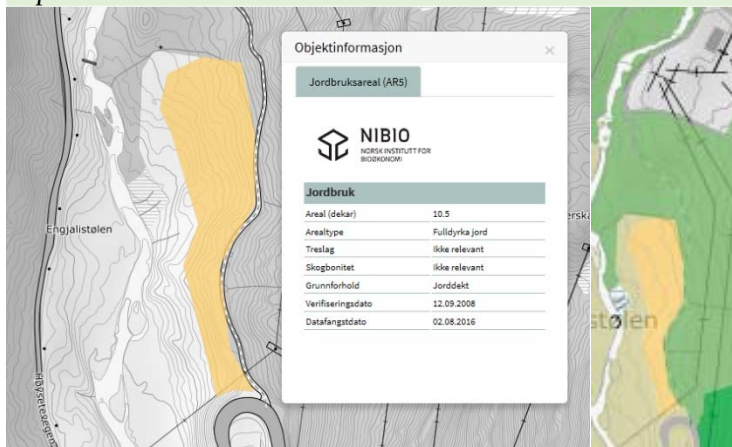 Objektinformasjon
Jordbruksareal (AR5)
NIBIO
NORSK INSTITUTT FOR
BIOØKONOMI
Jordbruk
Areal (dekar) 10.5
Arealtype Fulldyrka jord
Treslag Ikke relevant
Skogbonitet Ikke relevant
Grunnforhold Jorddekt
Verifiseringsdato 12.09.2008
Datafangstdato 02.08.2016
Engjalistølen
ersk
stølen